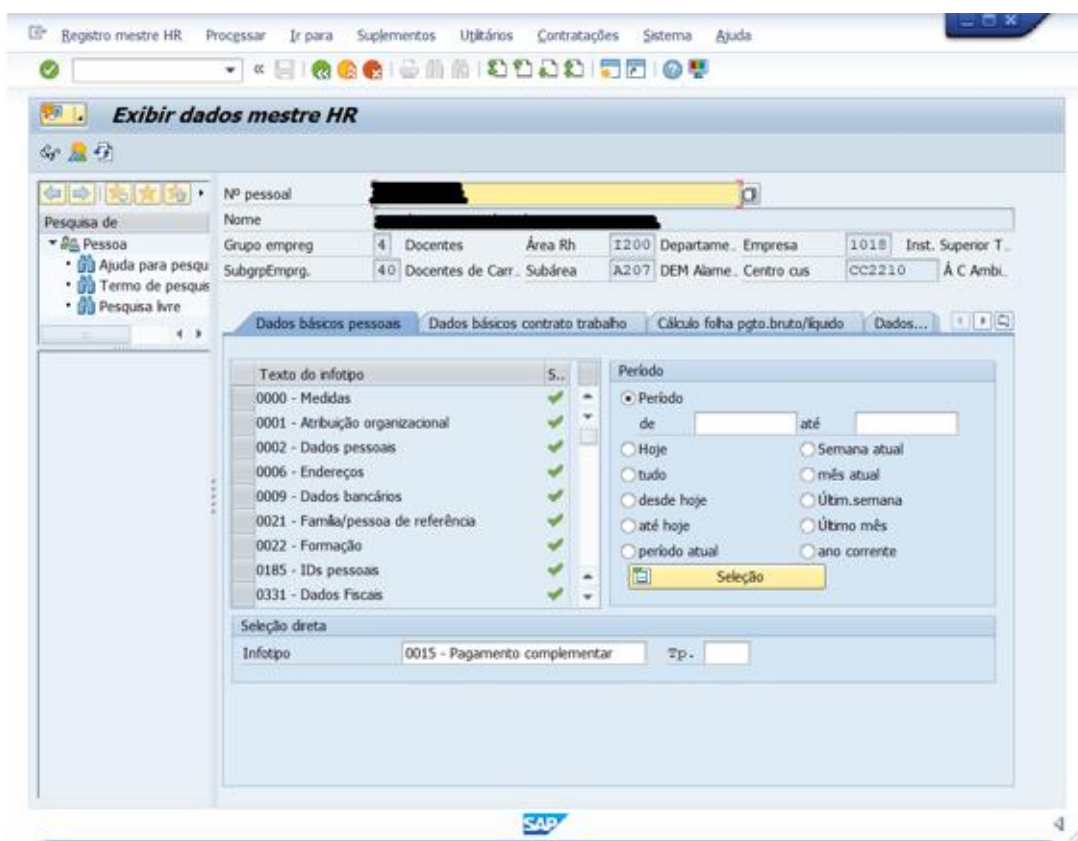 Registro mestre HR Processar Ir para Suplementos Utilitários Contratações Sistema Ajuda
Exibir dados mestre HR
Nº pessoal
Nome
Grupo empreg 4 Docentes Área Rh I200 Departame.. Empresa 1018 Inst. Superior T..
SubgrpEmprg. 40 Docentes de Carr.. Subárea A207 DEM Alame.. Centro cus CC2210 Á C Ambi..
Pesquisa de
Pessoa
Ajuda para pesqu
Termo de pesquis
Pesquisa livre
Dados básicos pessoais Dados básicos contrato trabalho Cálculo folha pgto.bruto/líquido Dados...
Texto do infotipo S..
0000 - Medidas
0001 - Atribuição organizacional
0002 - Dados pessoais
0006 - Endereços
0009 - Dados bancários
0021 - Família/pessoa de referência
0022 - Formação
0185 - IDs pessoais
0331 - Dados Fiscais
Período
Período
de até
Hoje Semana atual
tudo mês atual
desde hoje Últim.semana
até hoje Último mês
período atual ano corrente
Seleção
Seleção direta
Infotipo 0015 - Pagamento complementar Tp.
SAP